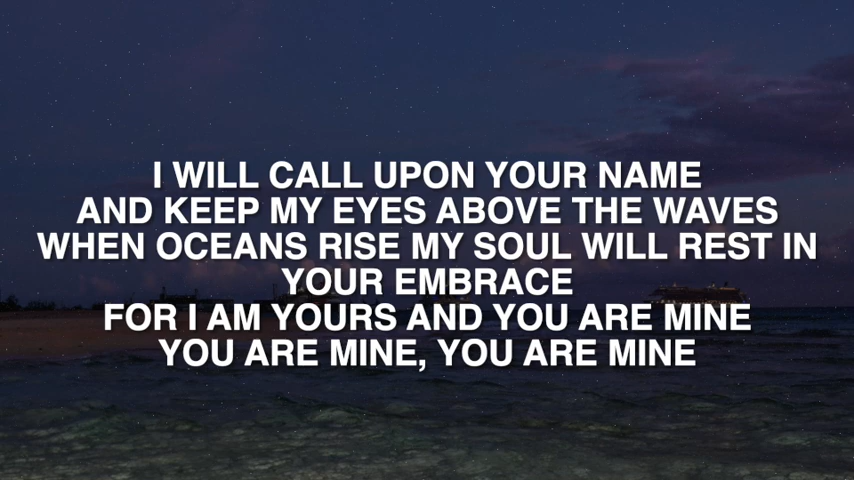 I WILL CALL UPON YOUR NAME
AND KEEP MY EYES ABOVE THE WAVES
WHEN OCEANS RISE MY SOUL WILL REST IN
YOUR EMBRACE
FOR I AM YOURS AND YOU ARE MINE
YOU ARE MINE, YOU ARE MINE